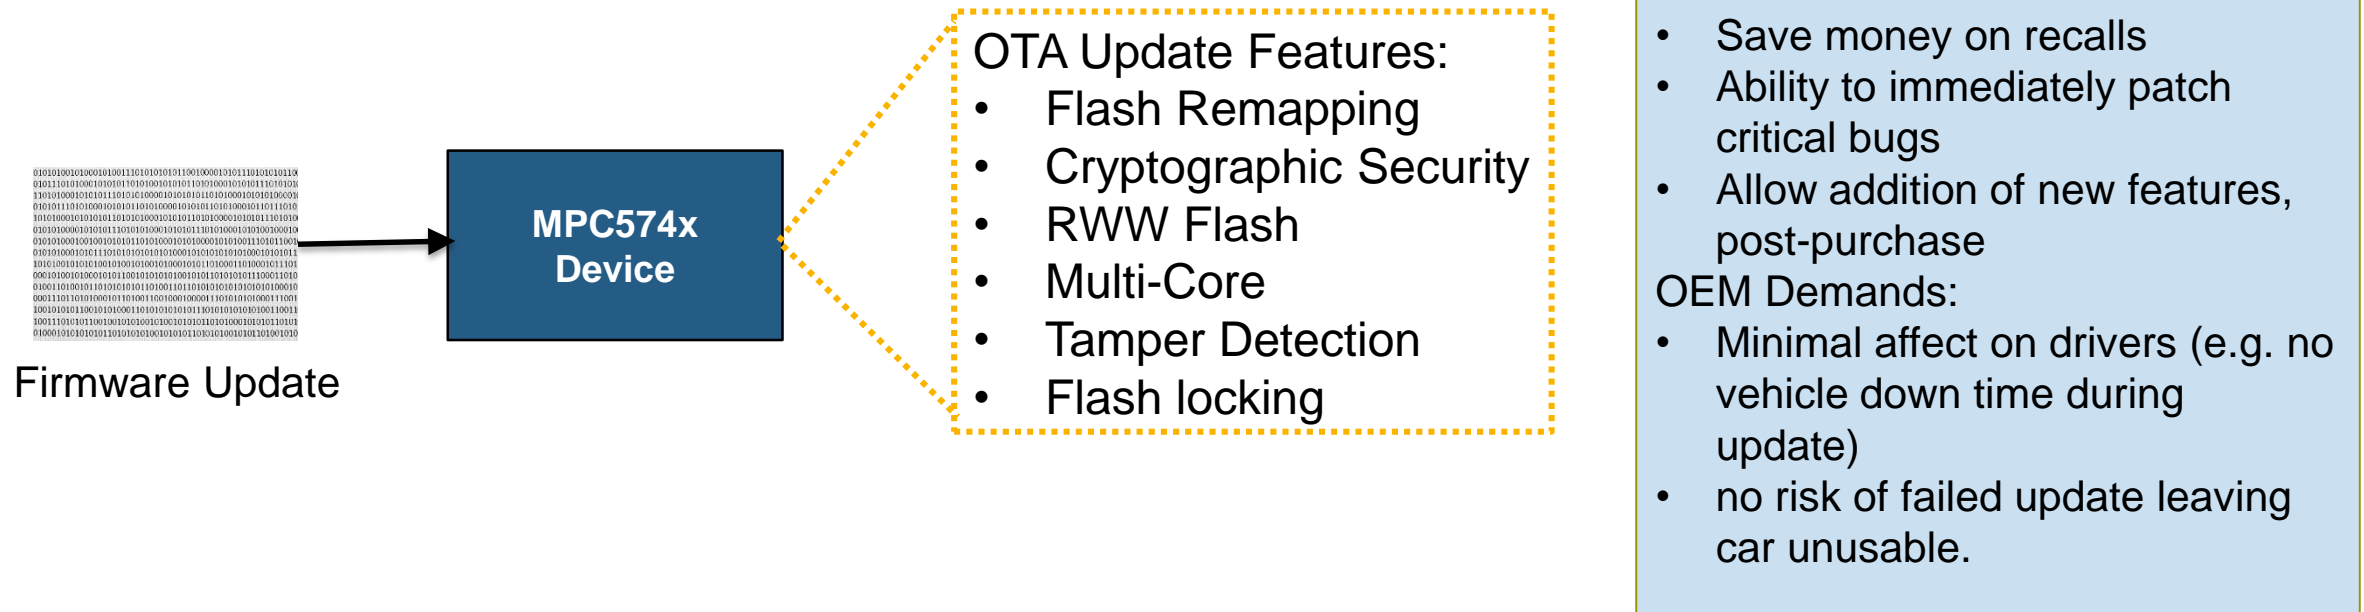 Firmware Update
MPC574x
Device
OTA Update Features:
• Flash Remapping
• Cryptographic Security
• RWW Flash
• Multi-Core
• Tamper Detection
• Flash locking
• Save money on recalls
• Ability to immediately patch
critical bugs
• Allow addition of new features,
post-purchase
OEM Demands:
• Minimal affect on drivers (e.g. no
vehicle down time during
update)
• no risk of failed update leaving
car unusable.